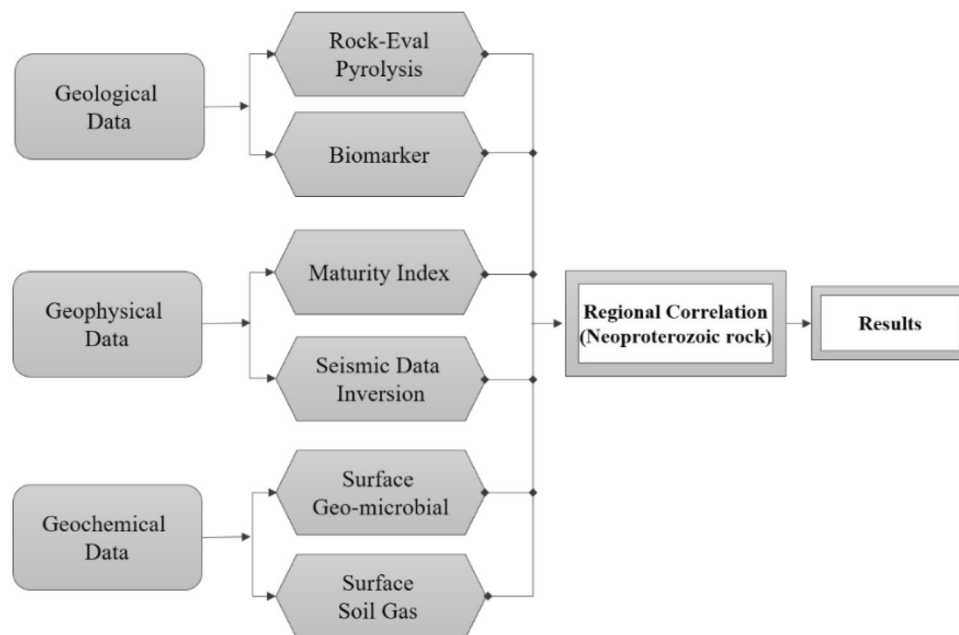 Geological
Data
Rock-Eval
Pyrolysis
Biomarker
Geophysical
Data
Maturity Index
Seismic Data
Inversion
Geochemical
Data
Surface
Geo-microbial
Surface
Soil Gas
Regional Correlation
(Neoproterozoic rock)
Results